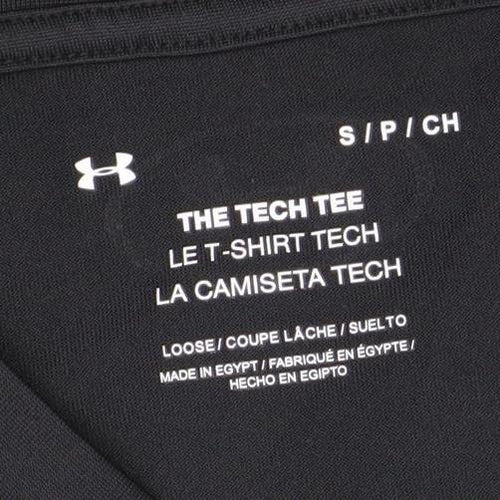 S / P / CH
THE TECH TEE
LE T-SHIRT TECH
LA CAMISETA TECH
LOOSE / COUPE LÂCHE / SUELTO
MADE IN EGYPT / FABRIQUÉ EN ÉGYPTE /
HECHO EN EGIPTO